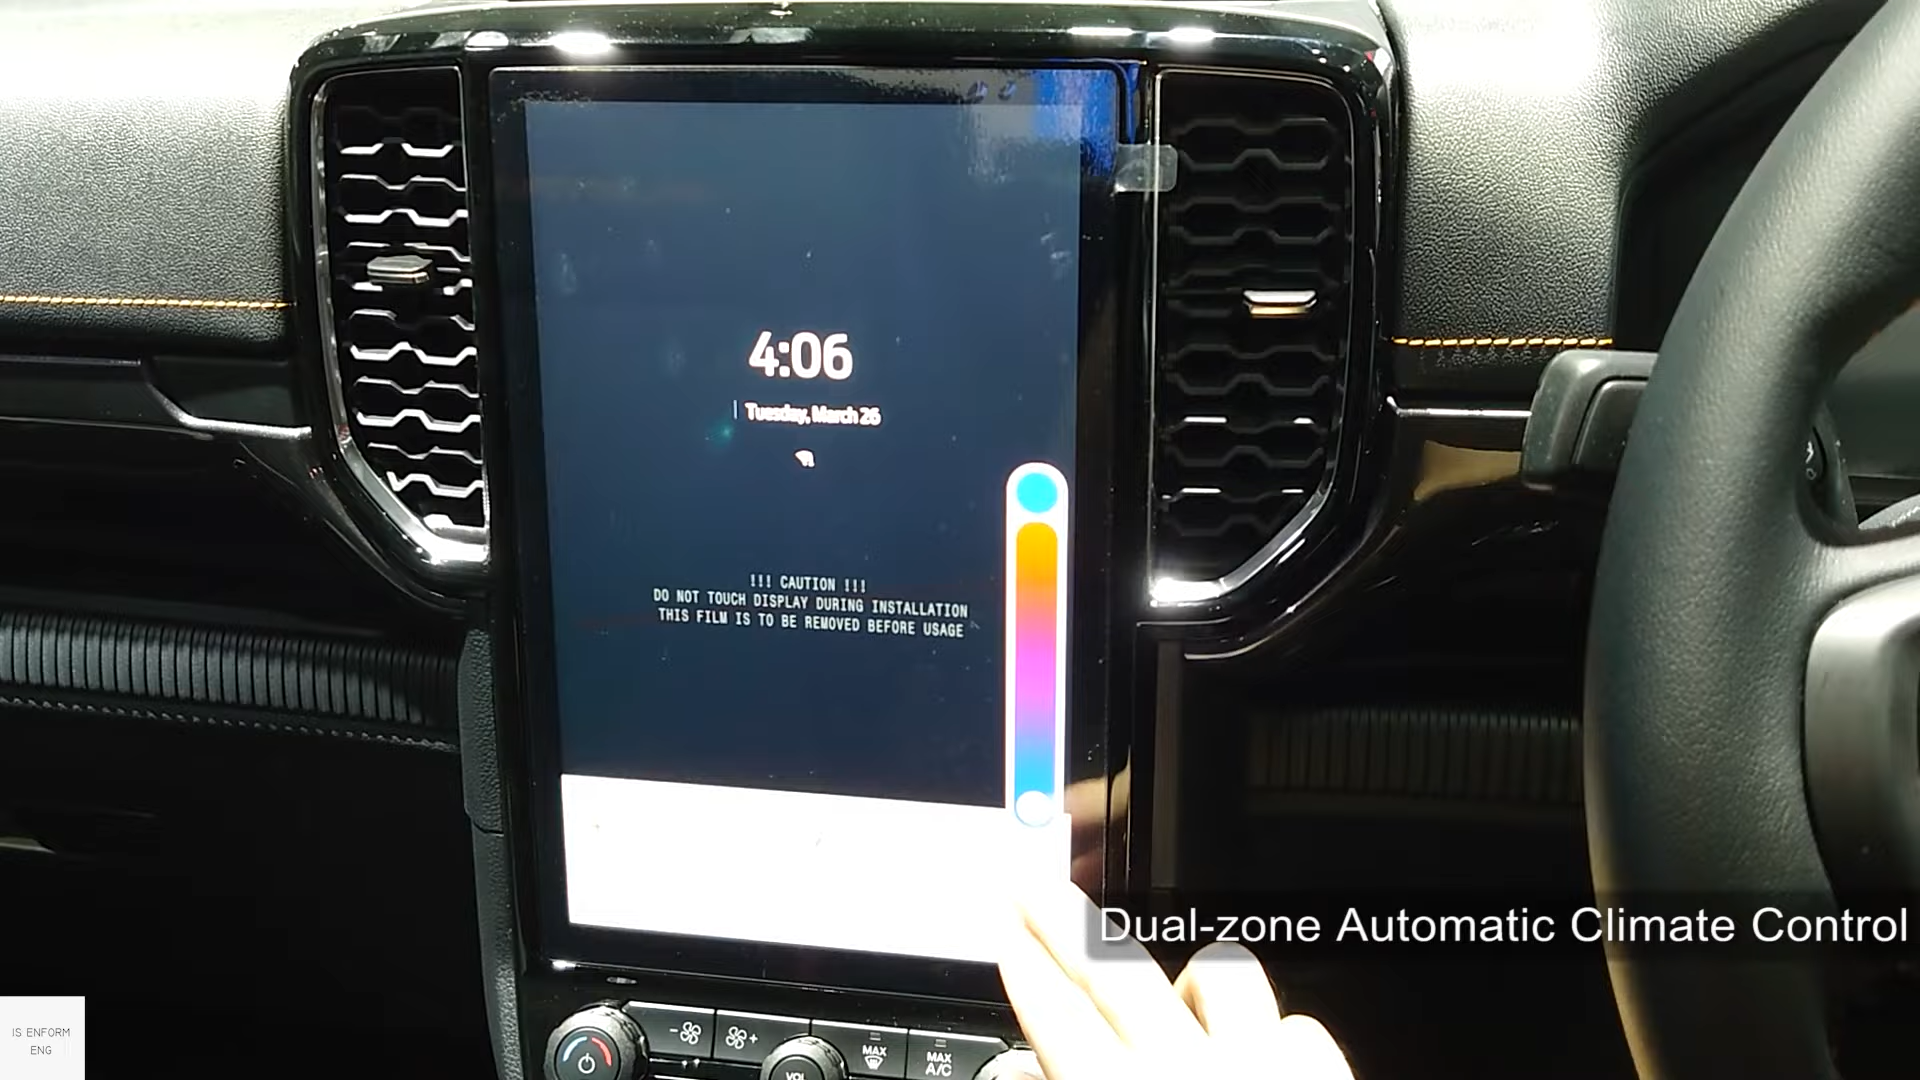 4:06
Tuesday, March 26
!!! CAUTION !!!
DO NOT TOUCH DISPLAY DURING INSTALLATION
THIS FILM IS TO BE REMOVED BEFORE USAGE
Dual-zone Automatic Climate Control
IS ENFORM
ENG
MAX
MAX
A/C
VOL